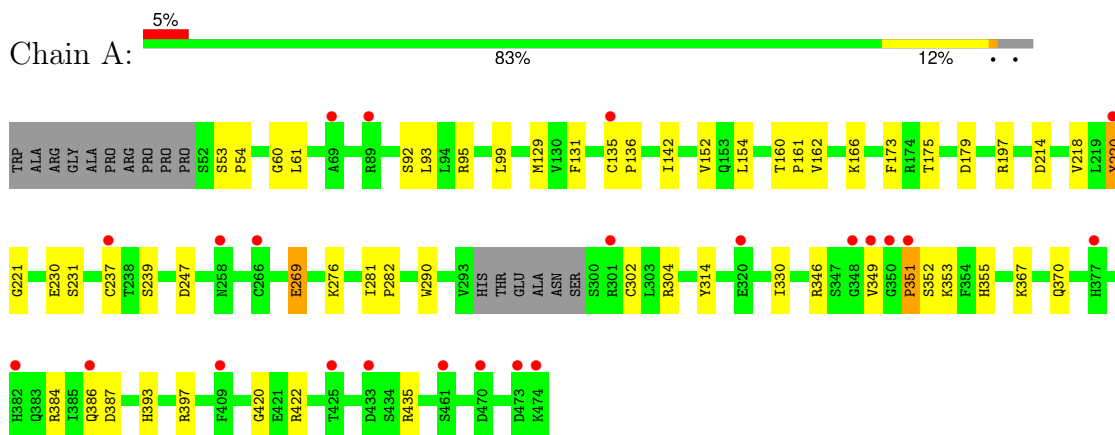 5%
Chain A:
83% 12% • •
TRP ALA ARG GLY ALA PRO ARG PRO PRO PRO S52 S53 P54 G60 L61 A69 R89 S92 L93 L94 R95 L99 M129 V130 F131 C135 P136 I142 V152 Q153 L154 T160 P161 V162 K166 F173 R174 T175 D179 R197 D214 V218 L219 Y220
G221 E230 S231 C237 T238 S239 D247 N258 C266 E269 K276 I281 P282 W290 V293 HIS THR GLU ALA ASN SER S300 R301 C302 L303 R304 Y314 E320 I330 R346 S347 G348 V349 G350 P351 S352 K353 F354 H355 K367 Q370 H377
H382 Q383 R384 I385 Q386 D387 H393 R397 F409 G420 E421 R422 T425 D433 S434 R435 S461 D470 D473 K474